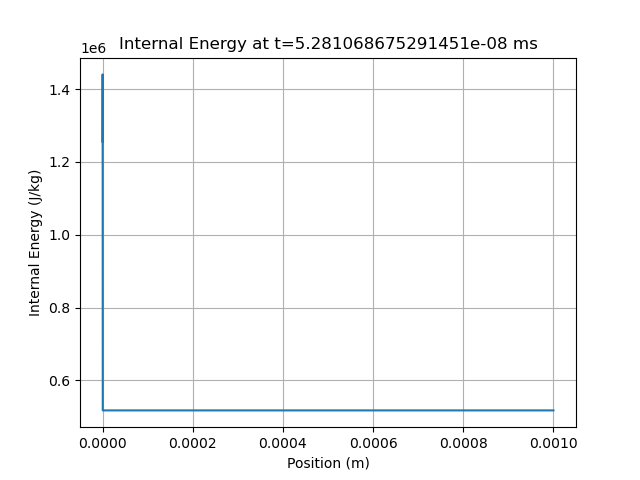 Internal Energy at t=5.281068675291451e-08 ms
1e6
1.4
1.2
1.0
0.8
0.6
Internal Energy (J/kg)
0.0000 0.0002 0.0004 0.0006 0.0008 0.0010
Position (m)